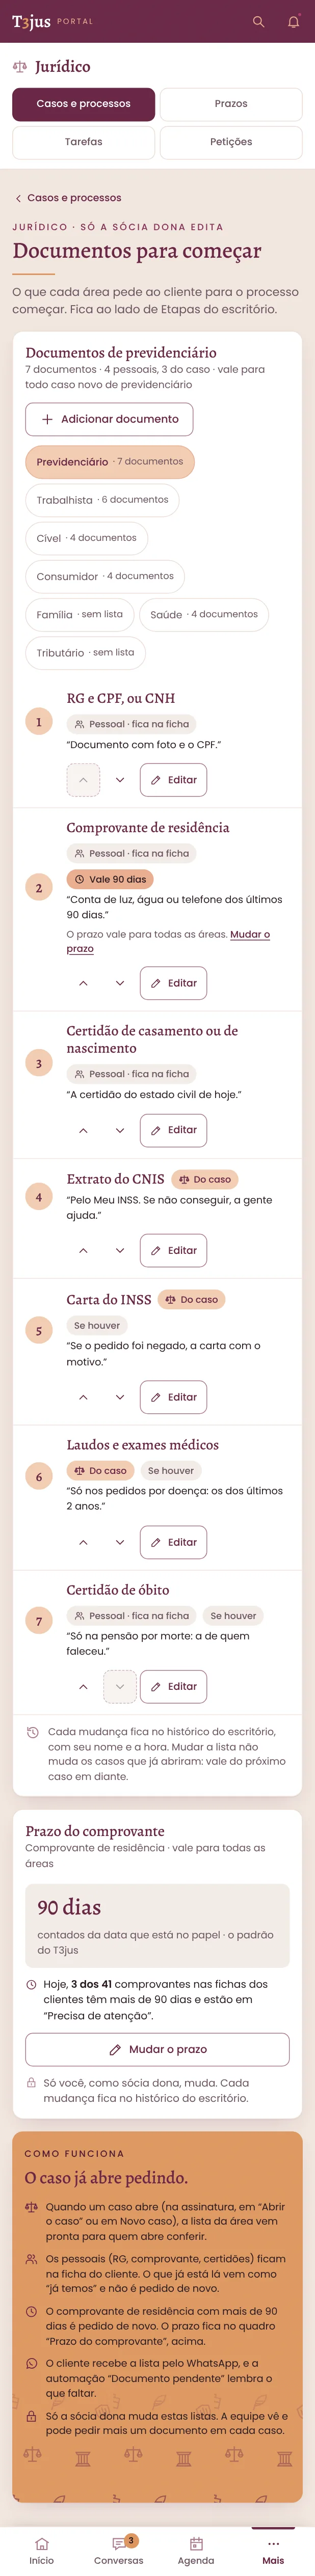 T3jus PORTAL
Jurídico
Casos e processos
Prazos
Tarefas
Petições
Casos e processos
JURÍDICO · SÓ A SÓCIA DONA EDITA
Documentos para começar
O que cada área pede ao cliente para o processo
começar. Fica ao lado de Etapas do escritório.
Documentos de previdenciário
7 documentos · 4 pessoais, 3 do caso · vale para
todo caso novo de previdenciário
Adicionar documento
Previdenciário · 7 documentos
Trabalhista · 6 documentos
Cível · 4 documentos
Consumidor · 4 documentos
Família · sem lista
Saúde · 4 documentos
Tributário · sem lista
1
RG e CPF, ou CNH
Pessoal · fica na ficha
“Documento com foto e o CPF.”
Editar
2
Comprovante de residência
Pessoal · fica na ficha
Vale 90 dias
“Conta de luz, água ou telefone dos últimos
90 dias.”
O prazo vale para todas as áreas. Mudar o
prazo
Editar
3
Certidão de casamento ou de
nascimento
Pessoal · fica na ficha
“A certidão do estado civil de hoje.”
Editar
4
Extrato do CNIS
Do caso
“Pelo Meu INSS. Se não conseguir, a gente
ajuda.”
Editar
5
Carta do INSS
Do caso
Se houver
“Se o pedido foi negado, a carta com o
motivo.”
Editar
6
Laudos e exames médicos
Do caso
Se houver
“Só nos pedidos por doença: os dos últimos
2 anos.”
Editar
7
Certidão de óbito
Pessoal · fica na ficha
Se houver
“Só na pensão por morte: a de quem
faleceu.”
Editar
Cada mudança fica no histórico do escritório,
com seu nome e a hora. Mudar a lista não
muda os casos que já abriram: vale do próximo
caso em diante.
Prazo do comprovante
Comprovante de residência · vale para todas as
áreas
90 dias
contados da data que está no papel · o padrão
do T3jus
Hoje, 3 dos 41 comprovantes nas fichas dos
clientes têm mais de 90 dias e estão em
“Precisa de atenção”.
Mudar o prazo
Só você, como sócia dona, muda. Cada
mudança fica no histórico do escritório.
COMO FUNCIONA
O caso já abre pedindo.
Quando um caso abre (na assinatura, em “Abrir
o caso” ou em Novo caso), a lista da área vem
pronta para quem abre conferir.
Os pessoais (RG, comprovante, certidões) ficam
na ficha do cliente. O que já está lá vem como
“já temos” e não é pedido de novo.
O comprovante de residência com mais de 90
dias é pedido de novo. O prazo fica no quadro
“Prazo do comprovante”, acima.
O cliente recebe a lista pelo WhatsApp, e a
automação “Documento pendente” lembra o
que faltar.
Só a sócia dona muda estas listas. A equipe vê e
pode pedir mais um documento em cada caso.
Início
Conversas
3
Agenda
Mais